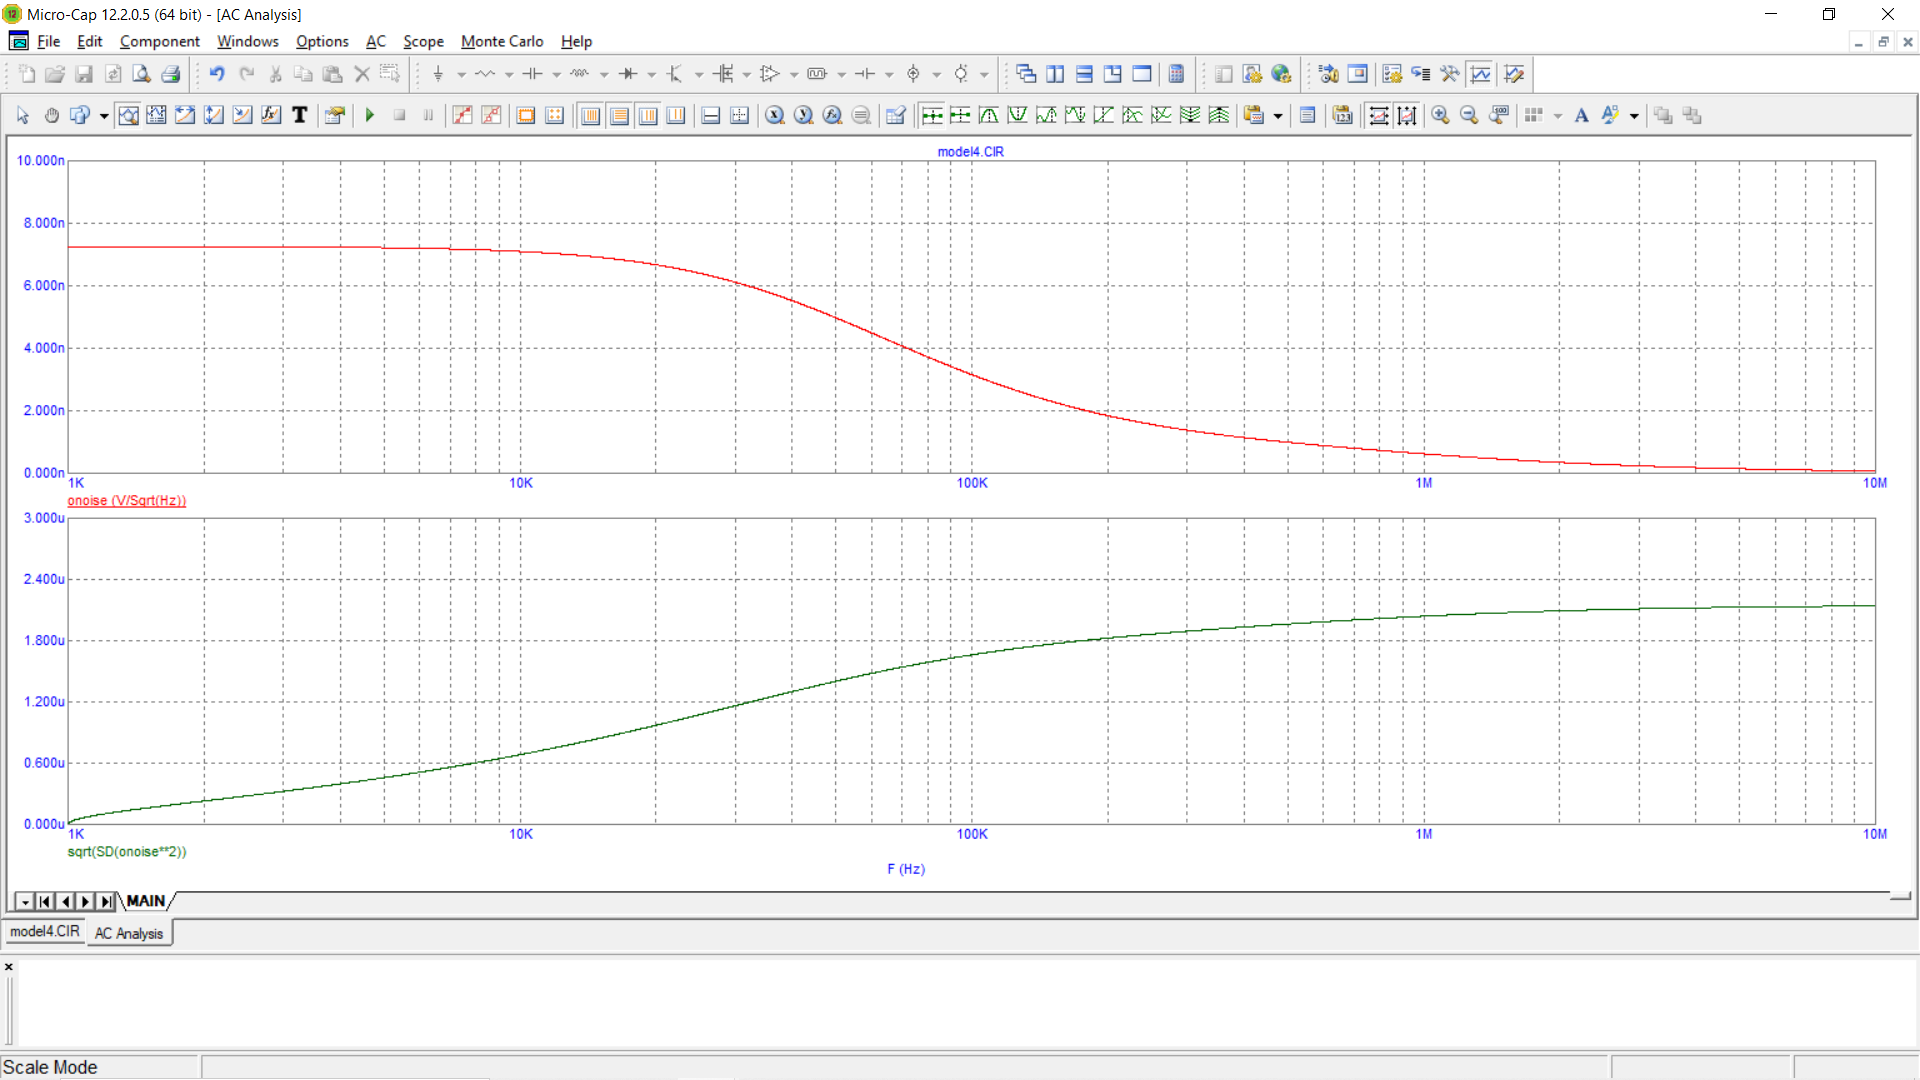 Micro-Cap 12.2.0.5 (64 bit) - [AC Analysis]
File Edit Component Windows Options AC Scope Monte Carlo Help
model4.CIR
10.000n
8.000n
6.000n
4.000n
2.000n
0.000n
1K 10K 100K 1M 10M
onoise (V/Sqrt(Hz))
3.000u
2.400u
1.800u
1.200u
0.600u
0.000u
1K 10K 100K 1M 10M
sqrt(SD(onoise**2))
F (Hz)
MAIN
model4.CIR AC Analysis
Scale Mode